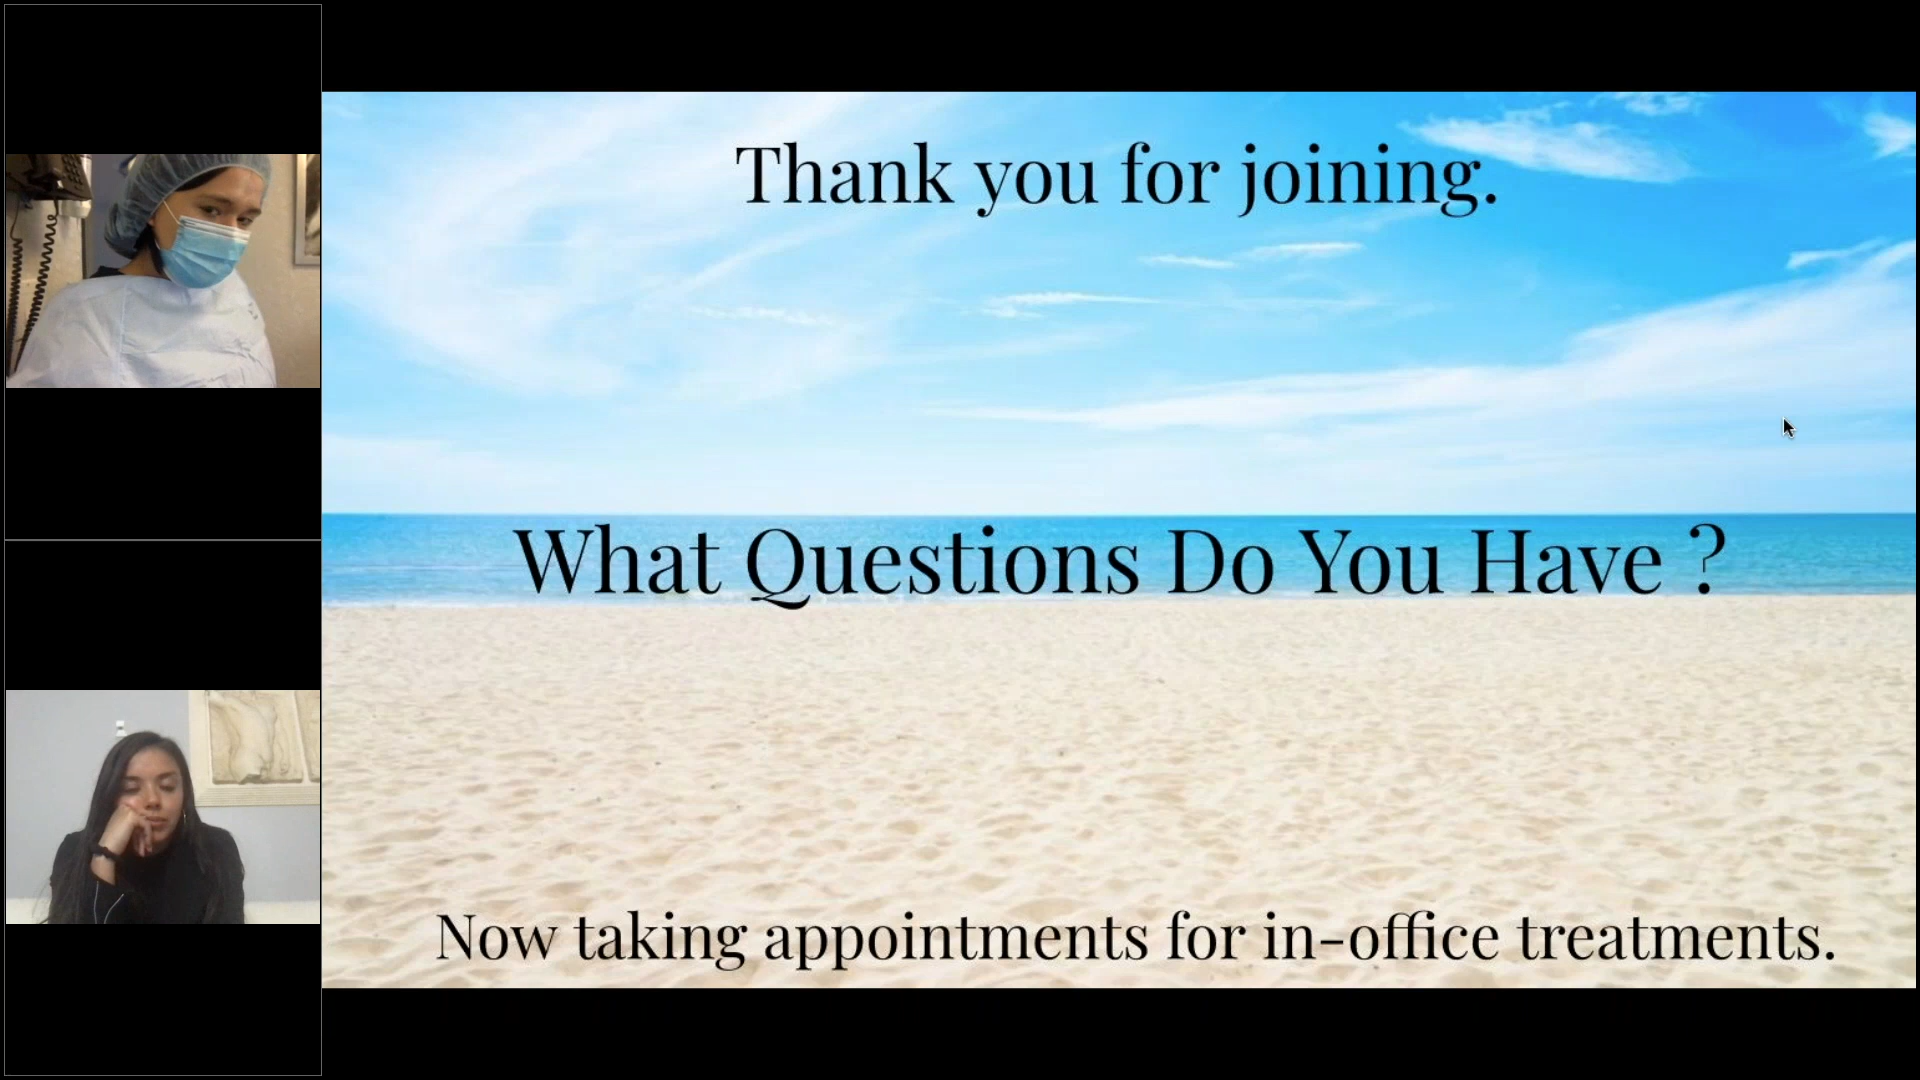 Thank you for joining.
What Questions Do You Have ?
Now taking appointments for in-office treatments.